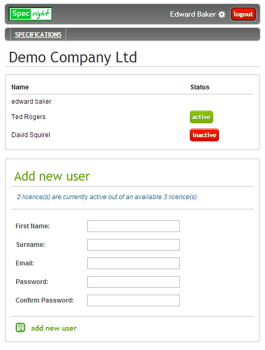 Spec right
Edward Baker logout
SPECIFICATIONS
Demo Company Ltd
Name Status
edward baker
Ted Rogers active
David Squirel inactive
Add new user
2 licence(s) are currently active out of an available 3 licence(s)
First Name:
Surname:
Email:
Password:
Confirm Password:
add new user